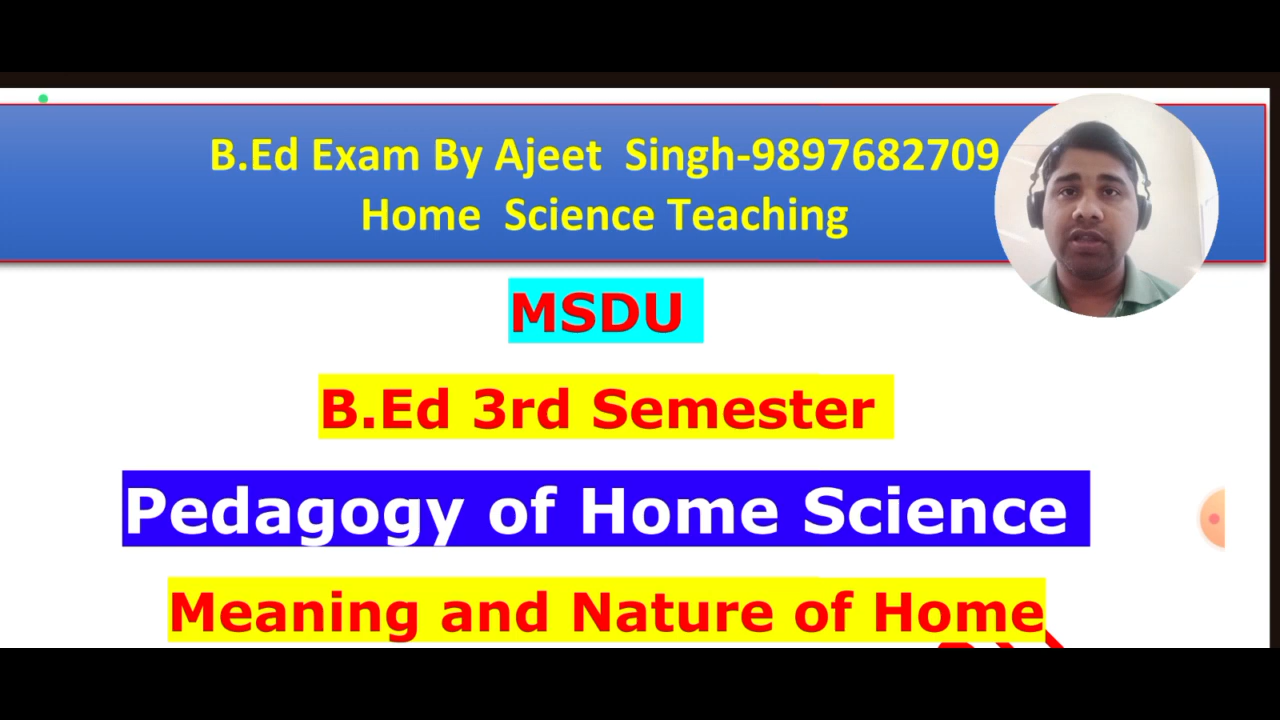 B.Ed Exam By Ajeet Singh-9897682709
Home Science Teaching
MSDU
B.Ed 3rd Semester
Pedagogy of Home Science
Meaning and Nature of Home